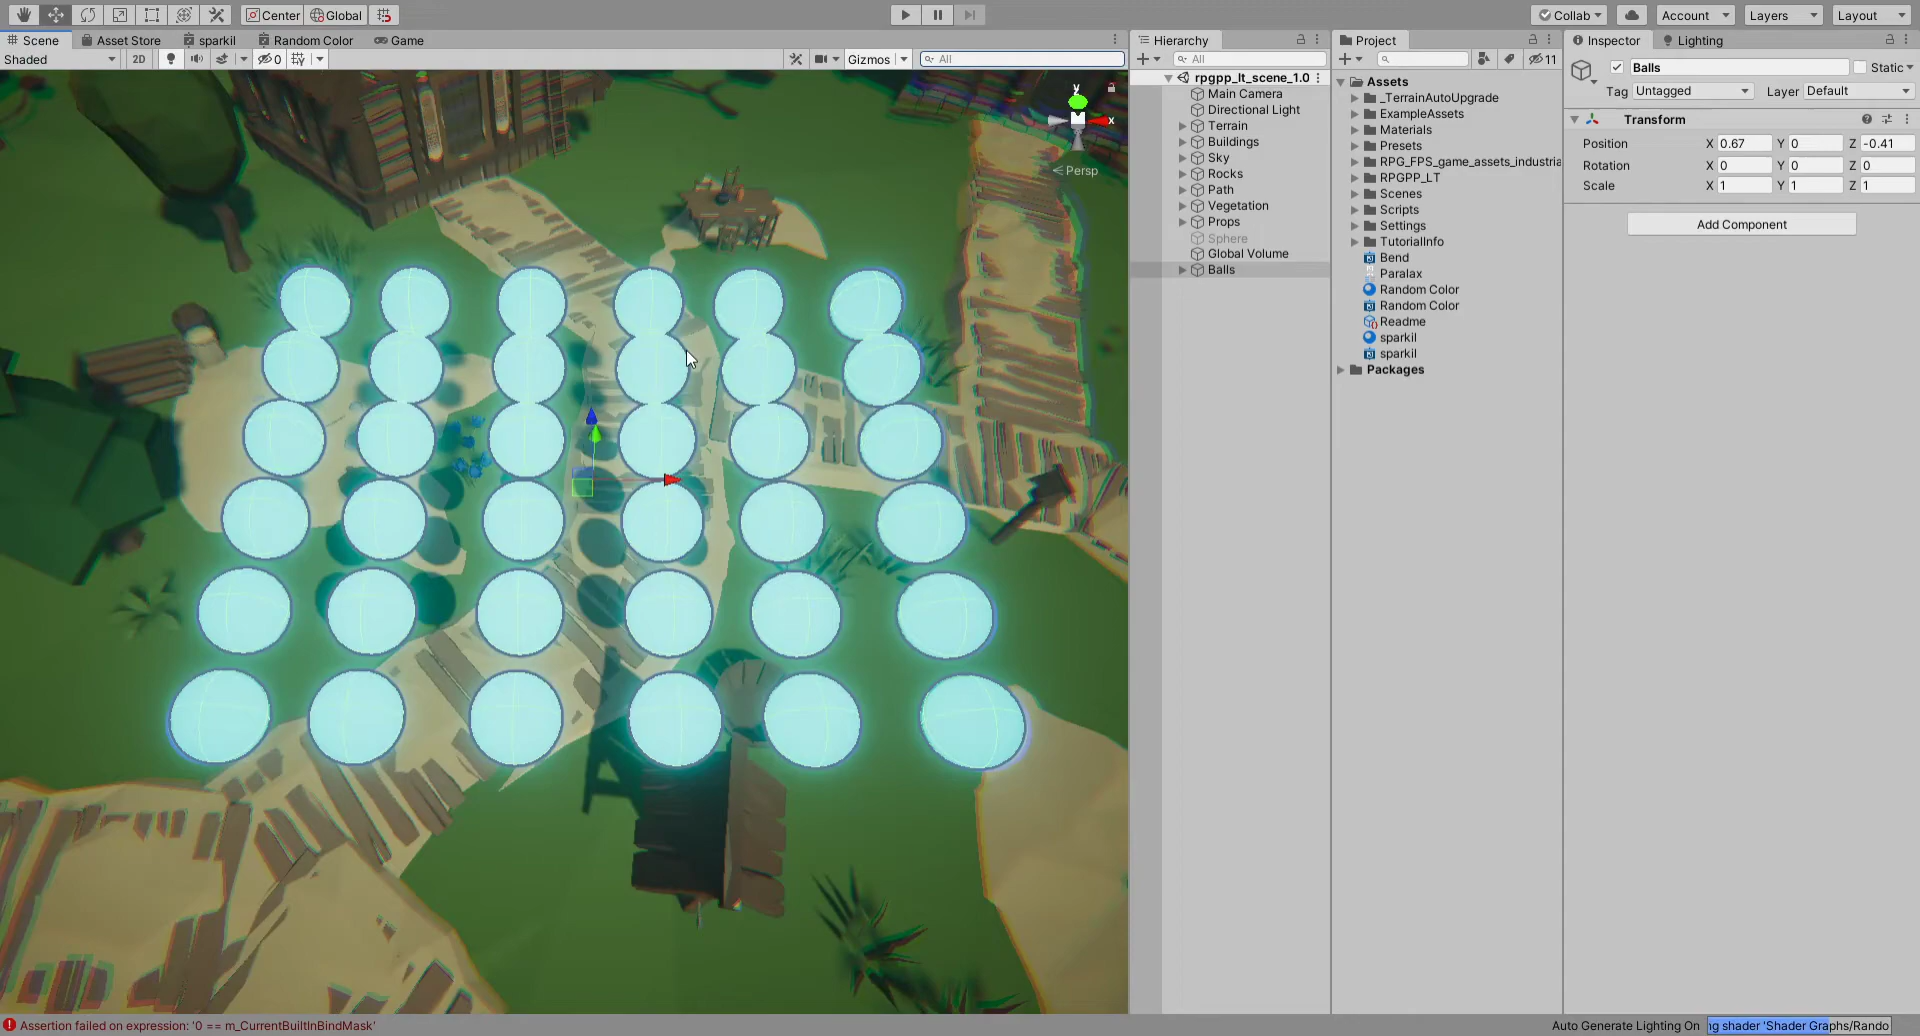 Center
Global
Collab
Account
Layers
Layout
Scene
Asset Store
sparkil
Random Color
Game
Shaded
2D
0
Gizmos
All
y
x
Persp
Hierarchy
All
rpgpp_lt_scene_1.0
Main Camera
Directional Light
Terrain
Buildings
Sky
Rocks
Path
Vegetation
Props
Sphere
Global Volume
Balls
Project
11
Assets
_TerrainAutoUpgrade
ExampleAssets
Materials
Presets
RPG_FPS_game_assets_industria
RPGPP_LT
Scenes
Scripts
Settings
TutorialInfo
Bend
Paralax
Random Color
Random Color
Readme
sparkil
sparkil
Packages
Inspector
Lighting
Balls
Static
Tag Untagged Layer Default
Transform
Position X 0.67 Y 0 Z -0.41
Rotation X 0 Y 0 Z 0
Scale X 1 Y 1 Z 1
Add Component
Assertion failed on expression: '0 == m_CurrentBuiltInBindMask'
Auto Generate Lighting On
ng shader 'Shader Graphs/Rando